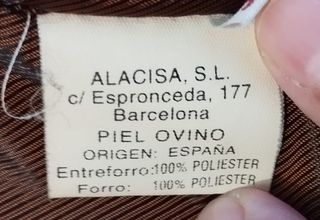 ALACISA, S.L.
c/ Espronceda, 177
Barcelona
PIEL OVINO
ORIGEN: ESPAÑA
Entreforro:100% POLIESTER
Forro: 100% POLIESTER